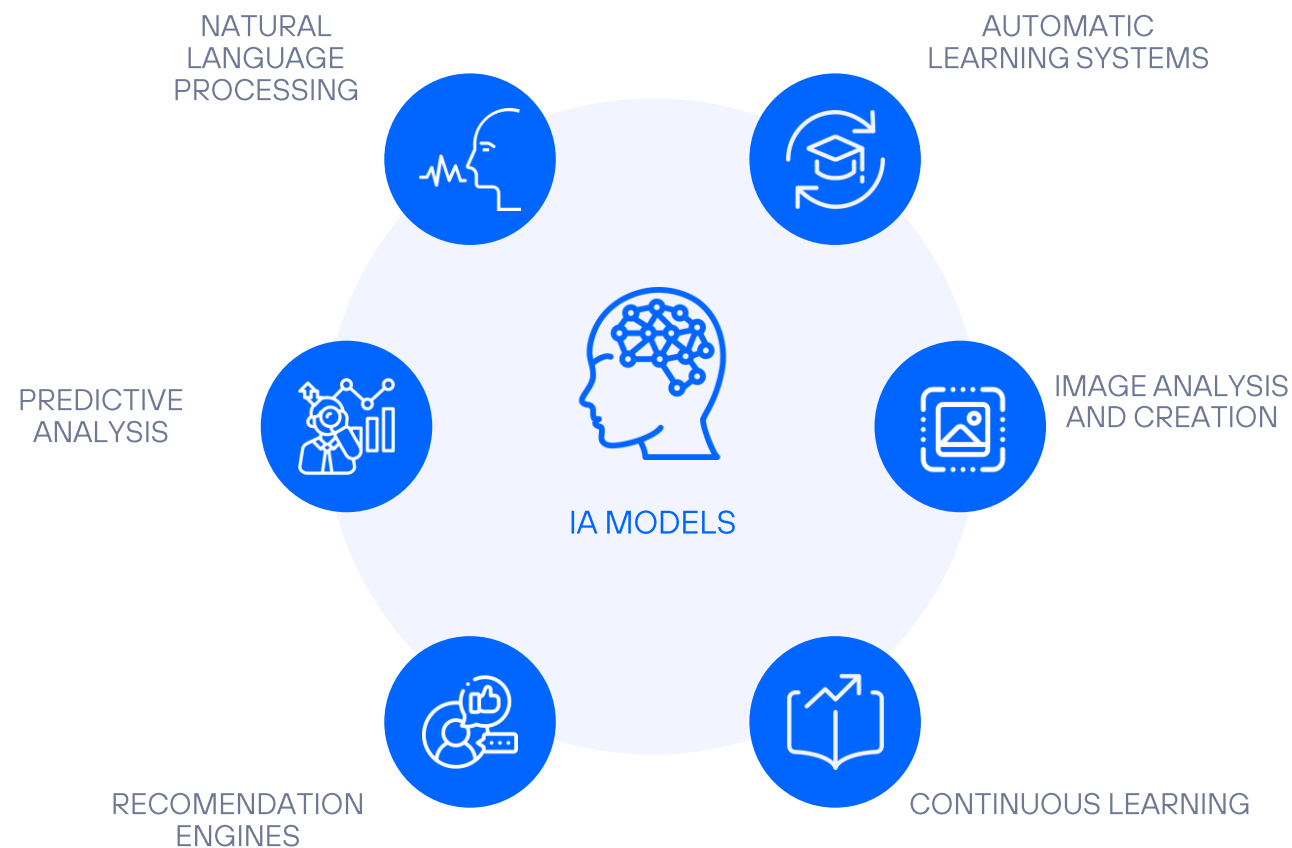 NATURAL
LANGUAGE
PROCESSING
AUTOMATIC
LEARNING SYSTEMS
PREDICTIVE
ANALYSIS
IMAGE ANALYSIS
AND CREATION
IA MODELS
RECOMENDATION
ENGINES
CONTINUOUS LEARNING